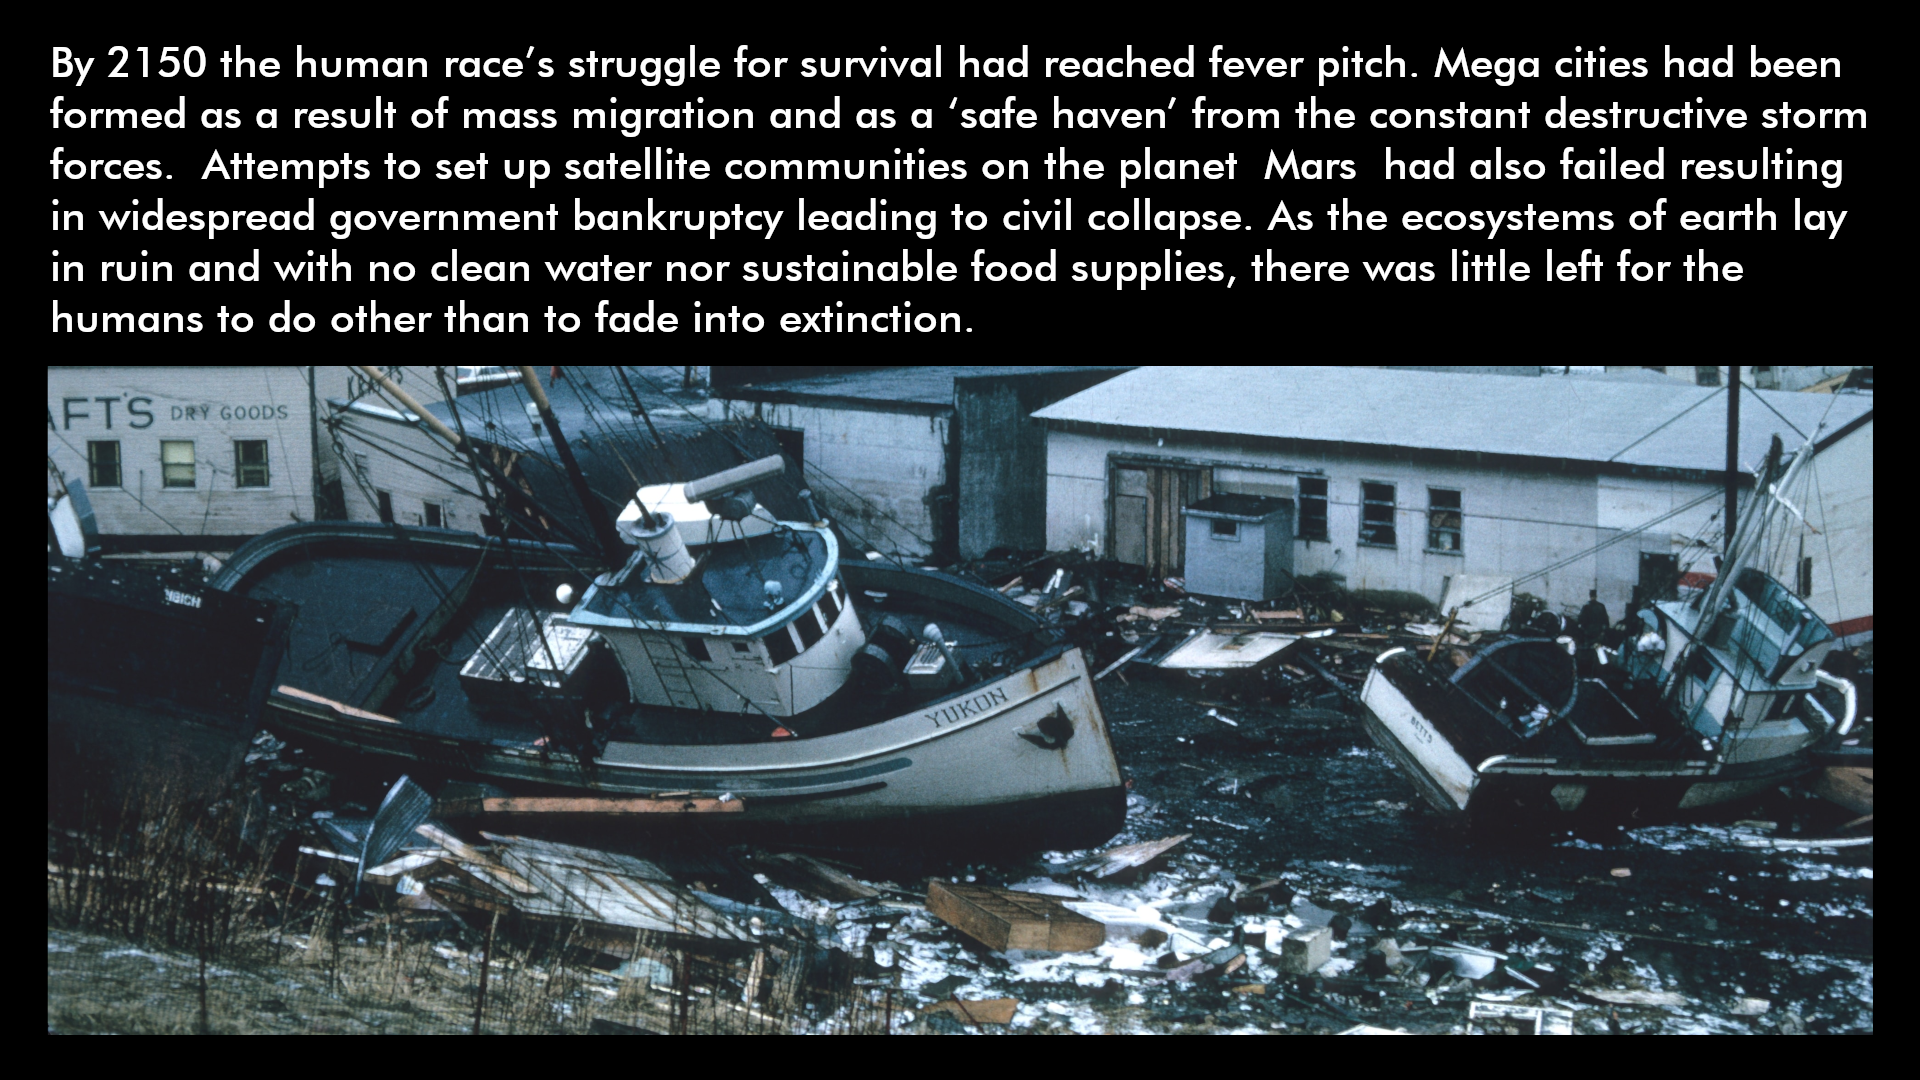 By 2150 the human race’s struggle for survival had reached fever pitch. Mega cities had been
formed as a result of mass migration and as a ‘safe haven’ from the constant destructive storm
forces.  Attempts to set up satellite communities on the planet  Mars  had also failed resulting
in widespread government bankruptcy leading to civil collapse. As the ecosystems of earth lay
in ruin and with no clean water nor sustainable food supplies, there was little left for the
humans to do other than to fade into extinction.
KRAFT'S
AFT'S DRY GOODS
YUKON